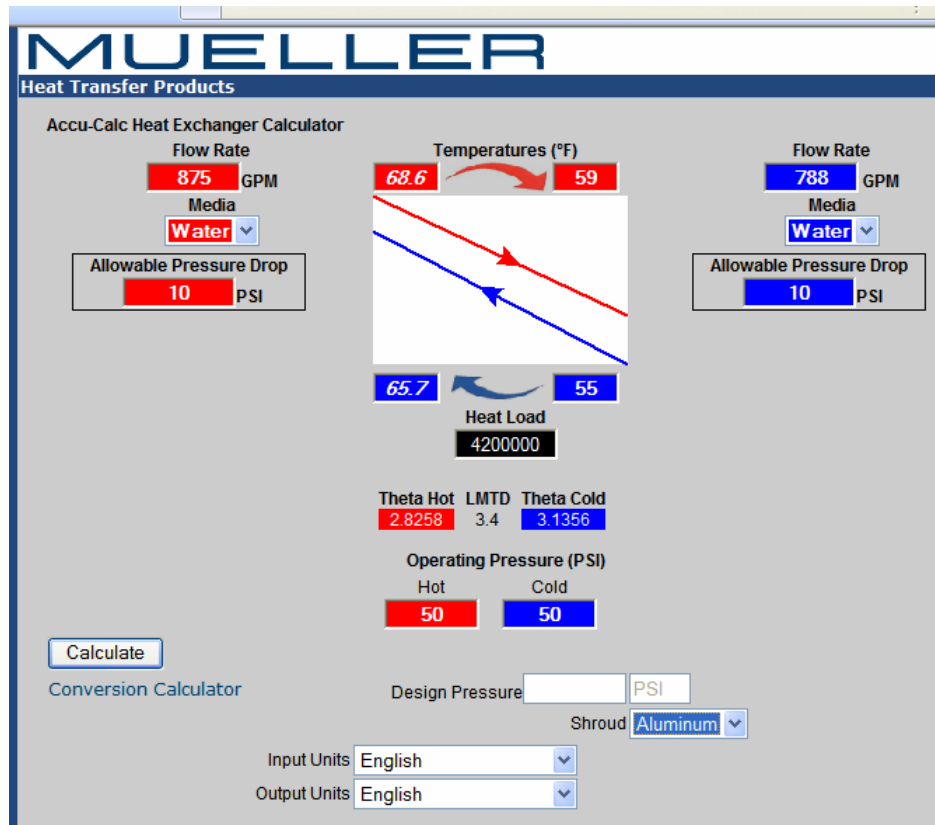 MUELLER
Heat Transfer Products
Accu-Calc Heat Exchanger Calculator
Flow Rate Temperatures (°F) Flow Rate
875 GPM 68.6 59 788 GPM
Media Media
Water Water
Allowable Pressure Drop Allowable Pressure Drop
10 PSI 10 PSI
65.7 55
Heat Load
4200000
Theta Hot LMTD Theta Cold
2.8258 3.4 3.1356
Operating Pressure (PSI)
Hot Cold
50 50
Calculate
Conversion Calculator Design Pressure PSI
Shroud Aluminum
Input Units English
Output Units English